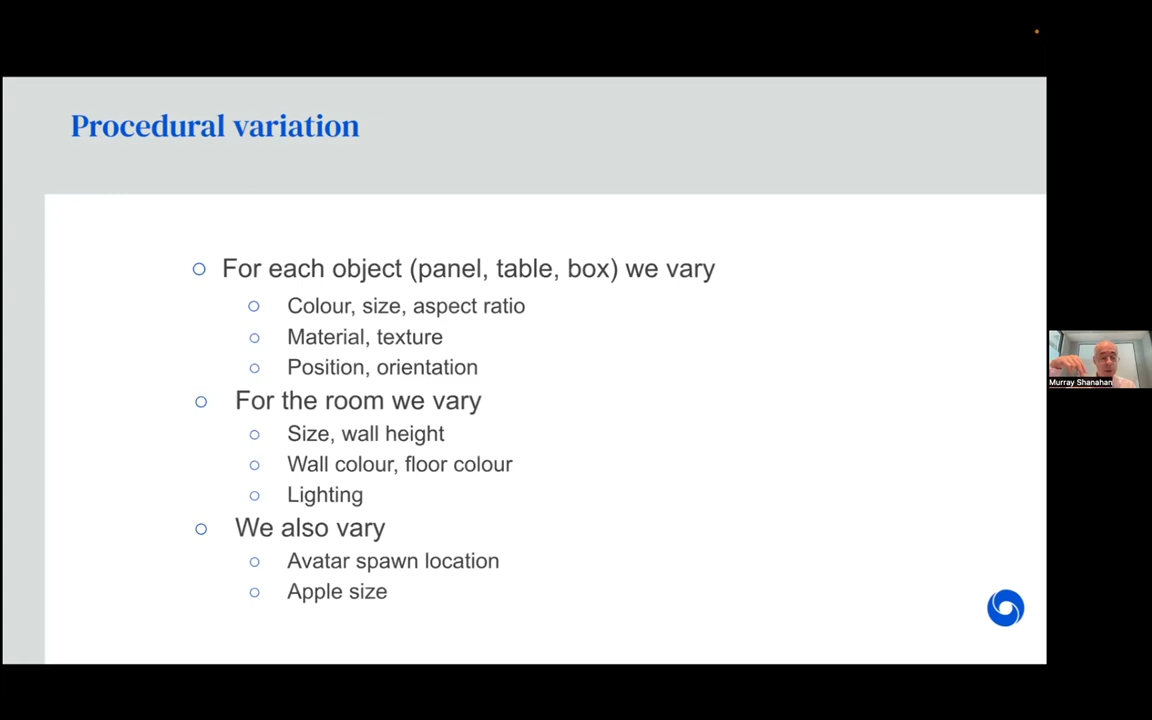 Procedural variation
For each object (panel, table, box) we vary
Colour, size, aspect ratio
Material, texture
Position, orientation
For the room we vary
Size, wall height
Wall colour, floor colour
Lighting
We also vary
Avatar spawn location
Apple size
Murray Shanahan